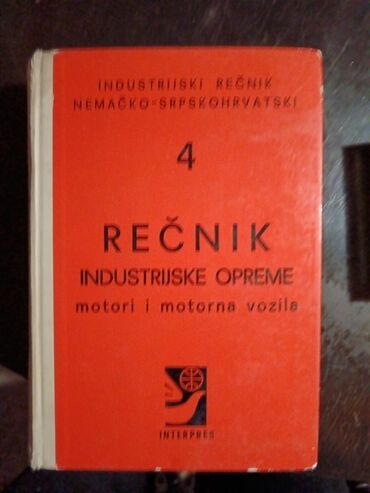 INDUSTRIJSKI REČNIK
NEMAČKO-SRPSKOHRVATSKI
4
REČNIK
INDUSTRIJSKE OPREME
motori i motorna vozila
INTERPRES